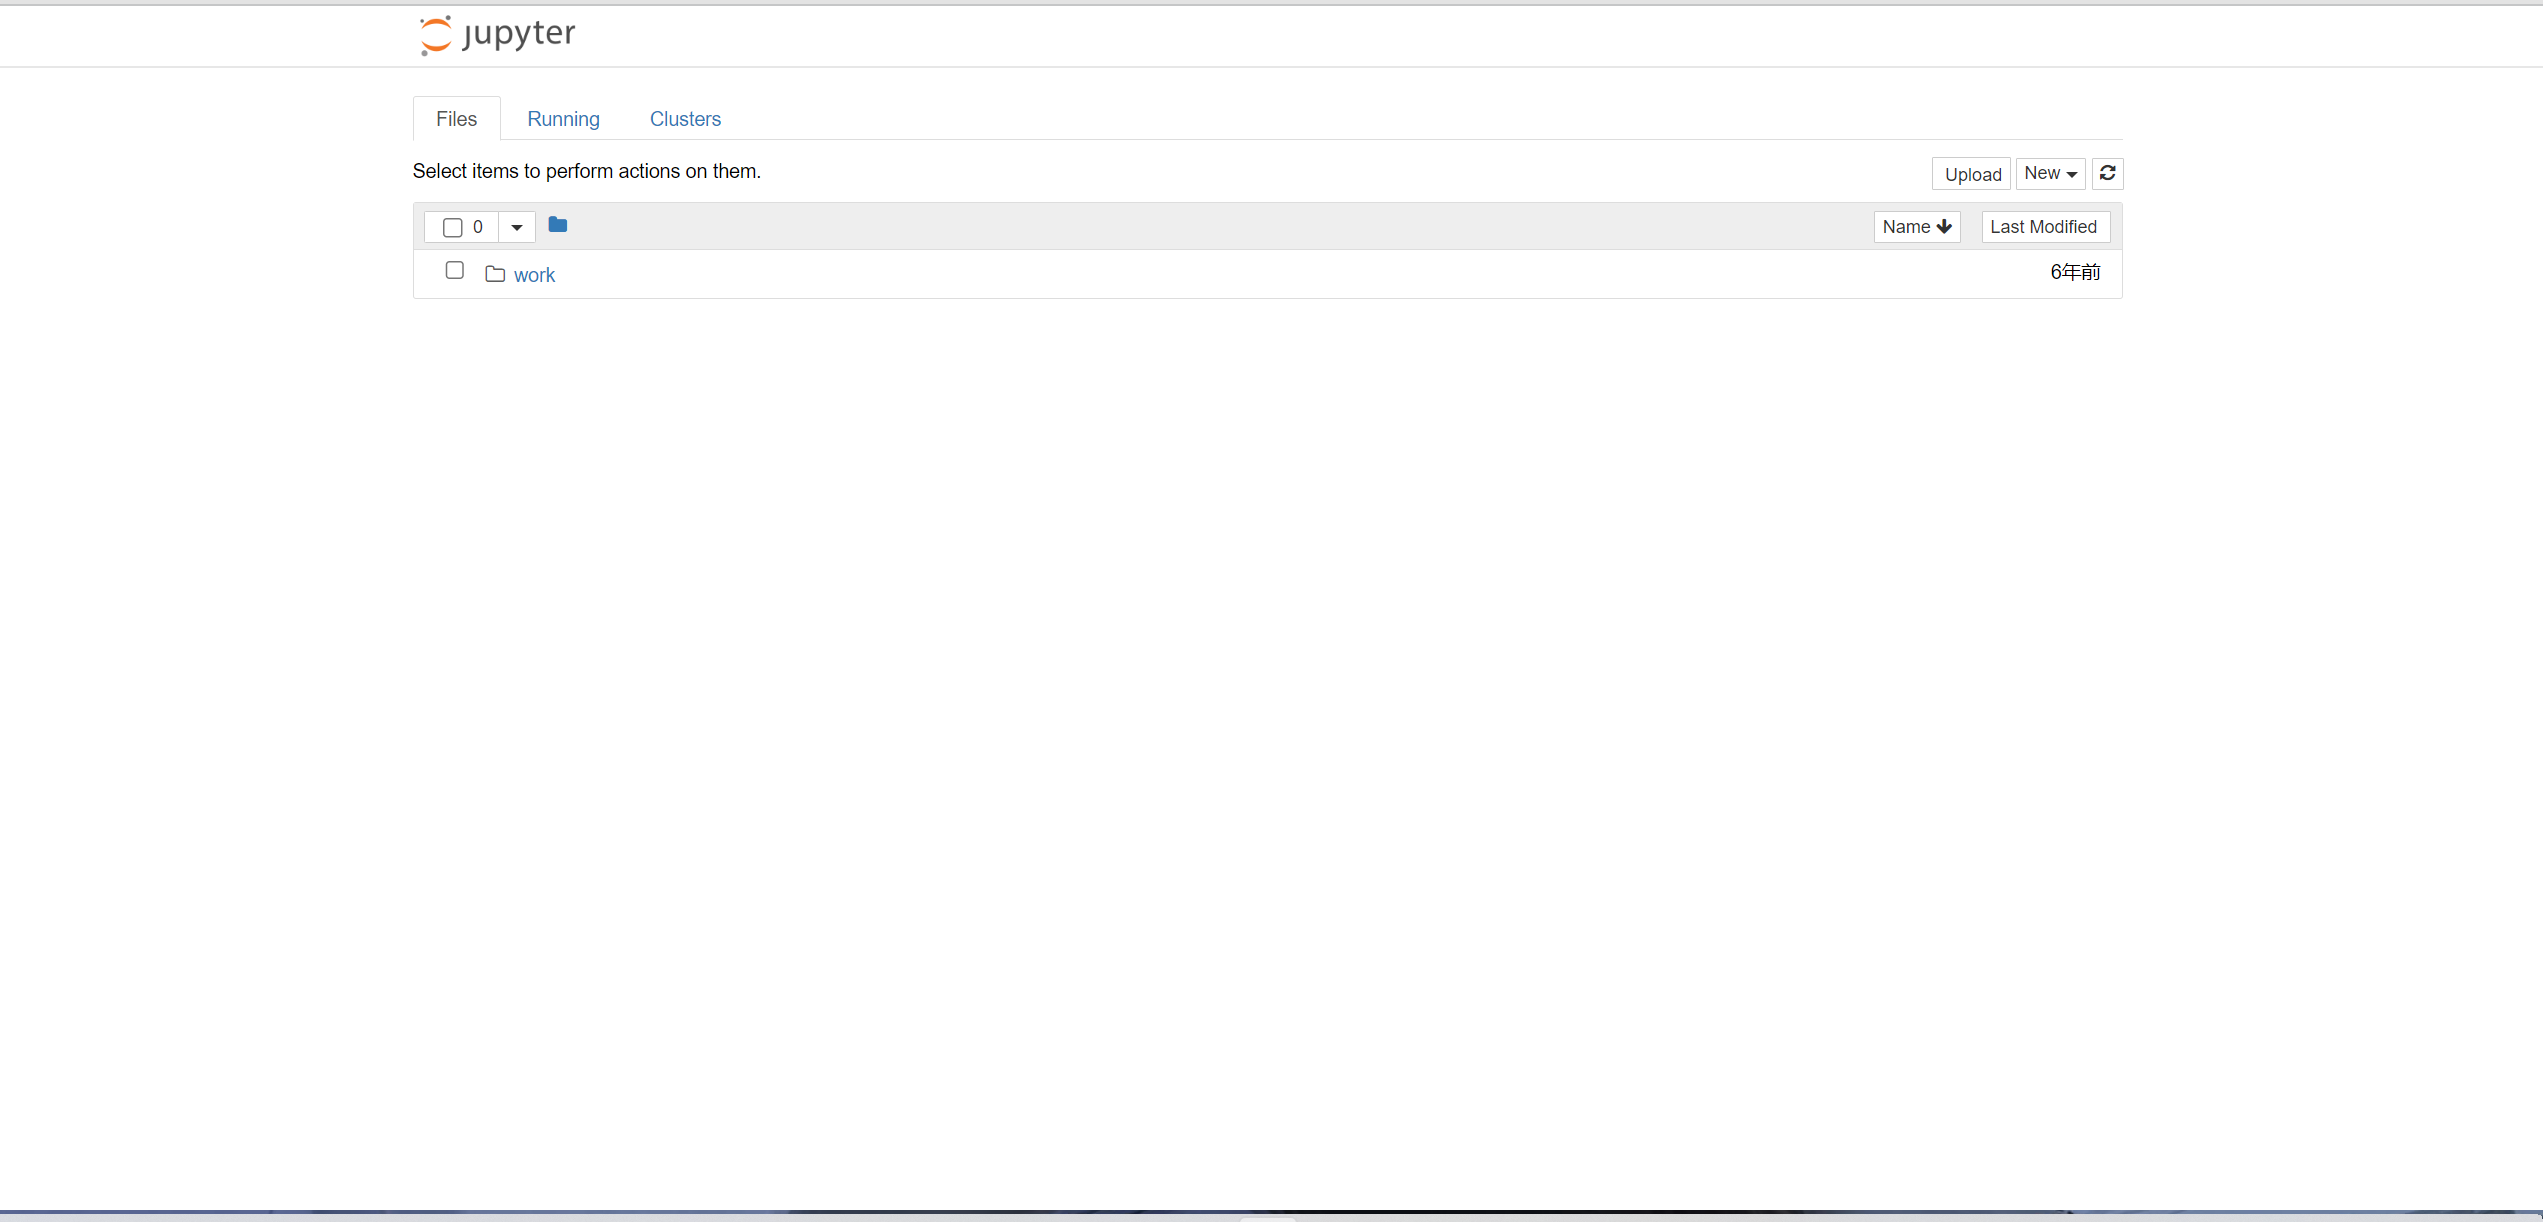 jupyter
Files Running Clusters
Select items to perform actions on them. Upload New
0 Name Last Modified
work 6年前